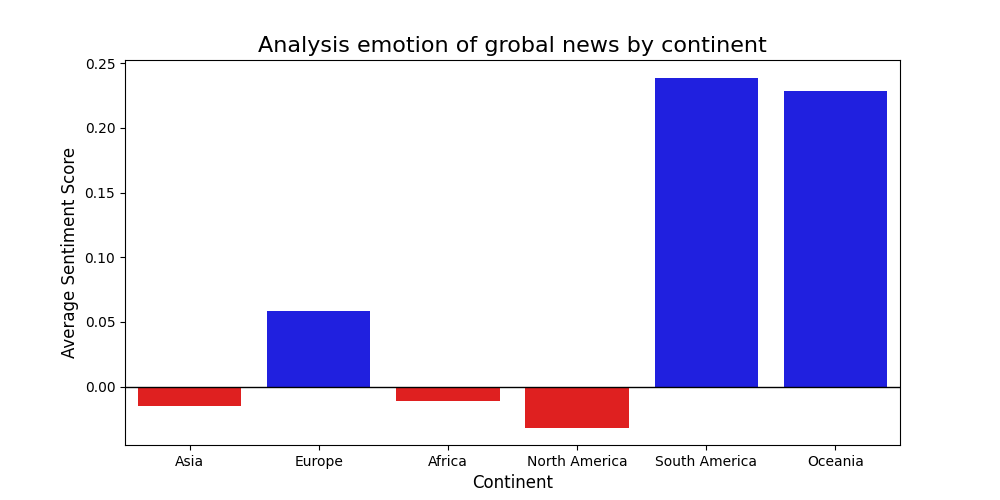 Analysis emotion of grobal news by continent
0.25
0.20
0.15
0.10
0.05
0.00
Average Sentiment Score
Asia Europe Africa North America South America Oceania
Continent